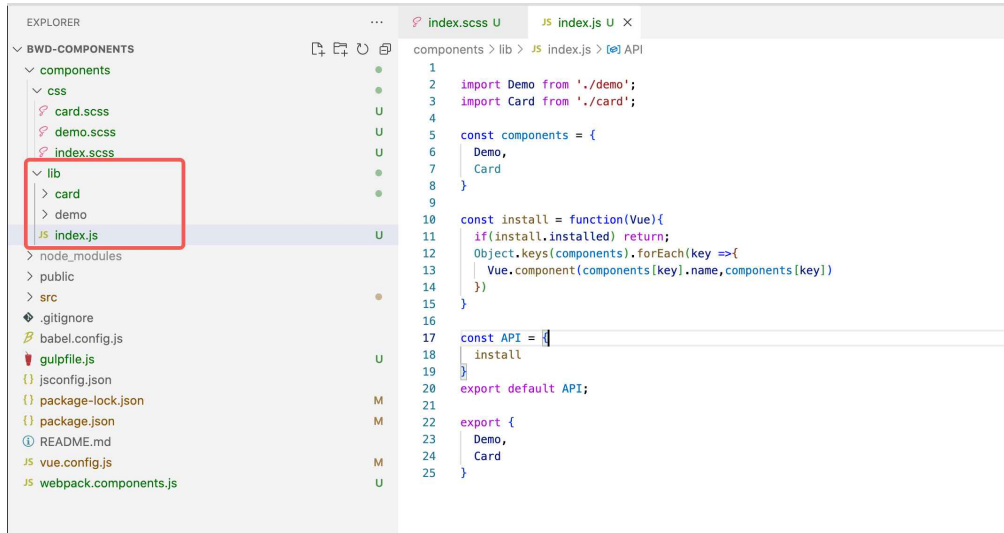 EXPLORER
...
index.scss U
JS index.js U ×
BWD-COMPONENTS
components > lib > JS index.js > API
components
css
card.scss U
demo.scss U
index.scss U
lib
card
demo
JS index.js U
node_modules
public
src
.gitignore
babel.config.js
gulpfile.js U
{} jsconfig.json
{} package-lock.json M
{} package.json M
README.md
JS vue.config.js M
JS webpack.components.js U
1
2 import Demo from './demo';
3 import Card from './card';
4
5 const components = {
6 Demo,
7 Card
8 }
9
10 const install = function(Vue){
11 if(install.installed) return;
12 Object.keys(components).forEach(key =>{
13 Vue.component(components[key].name,components[key])
14 })
15 }
16
17 const API = {
18 install
19 }
20 export default API;
21
22 export {
23 Demo,
24 Card
25 }